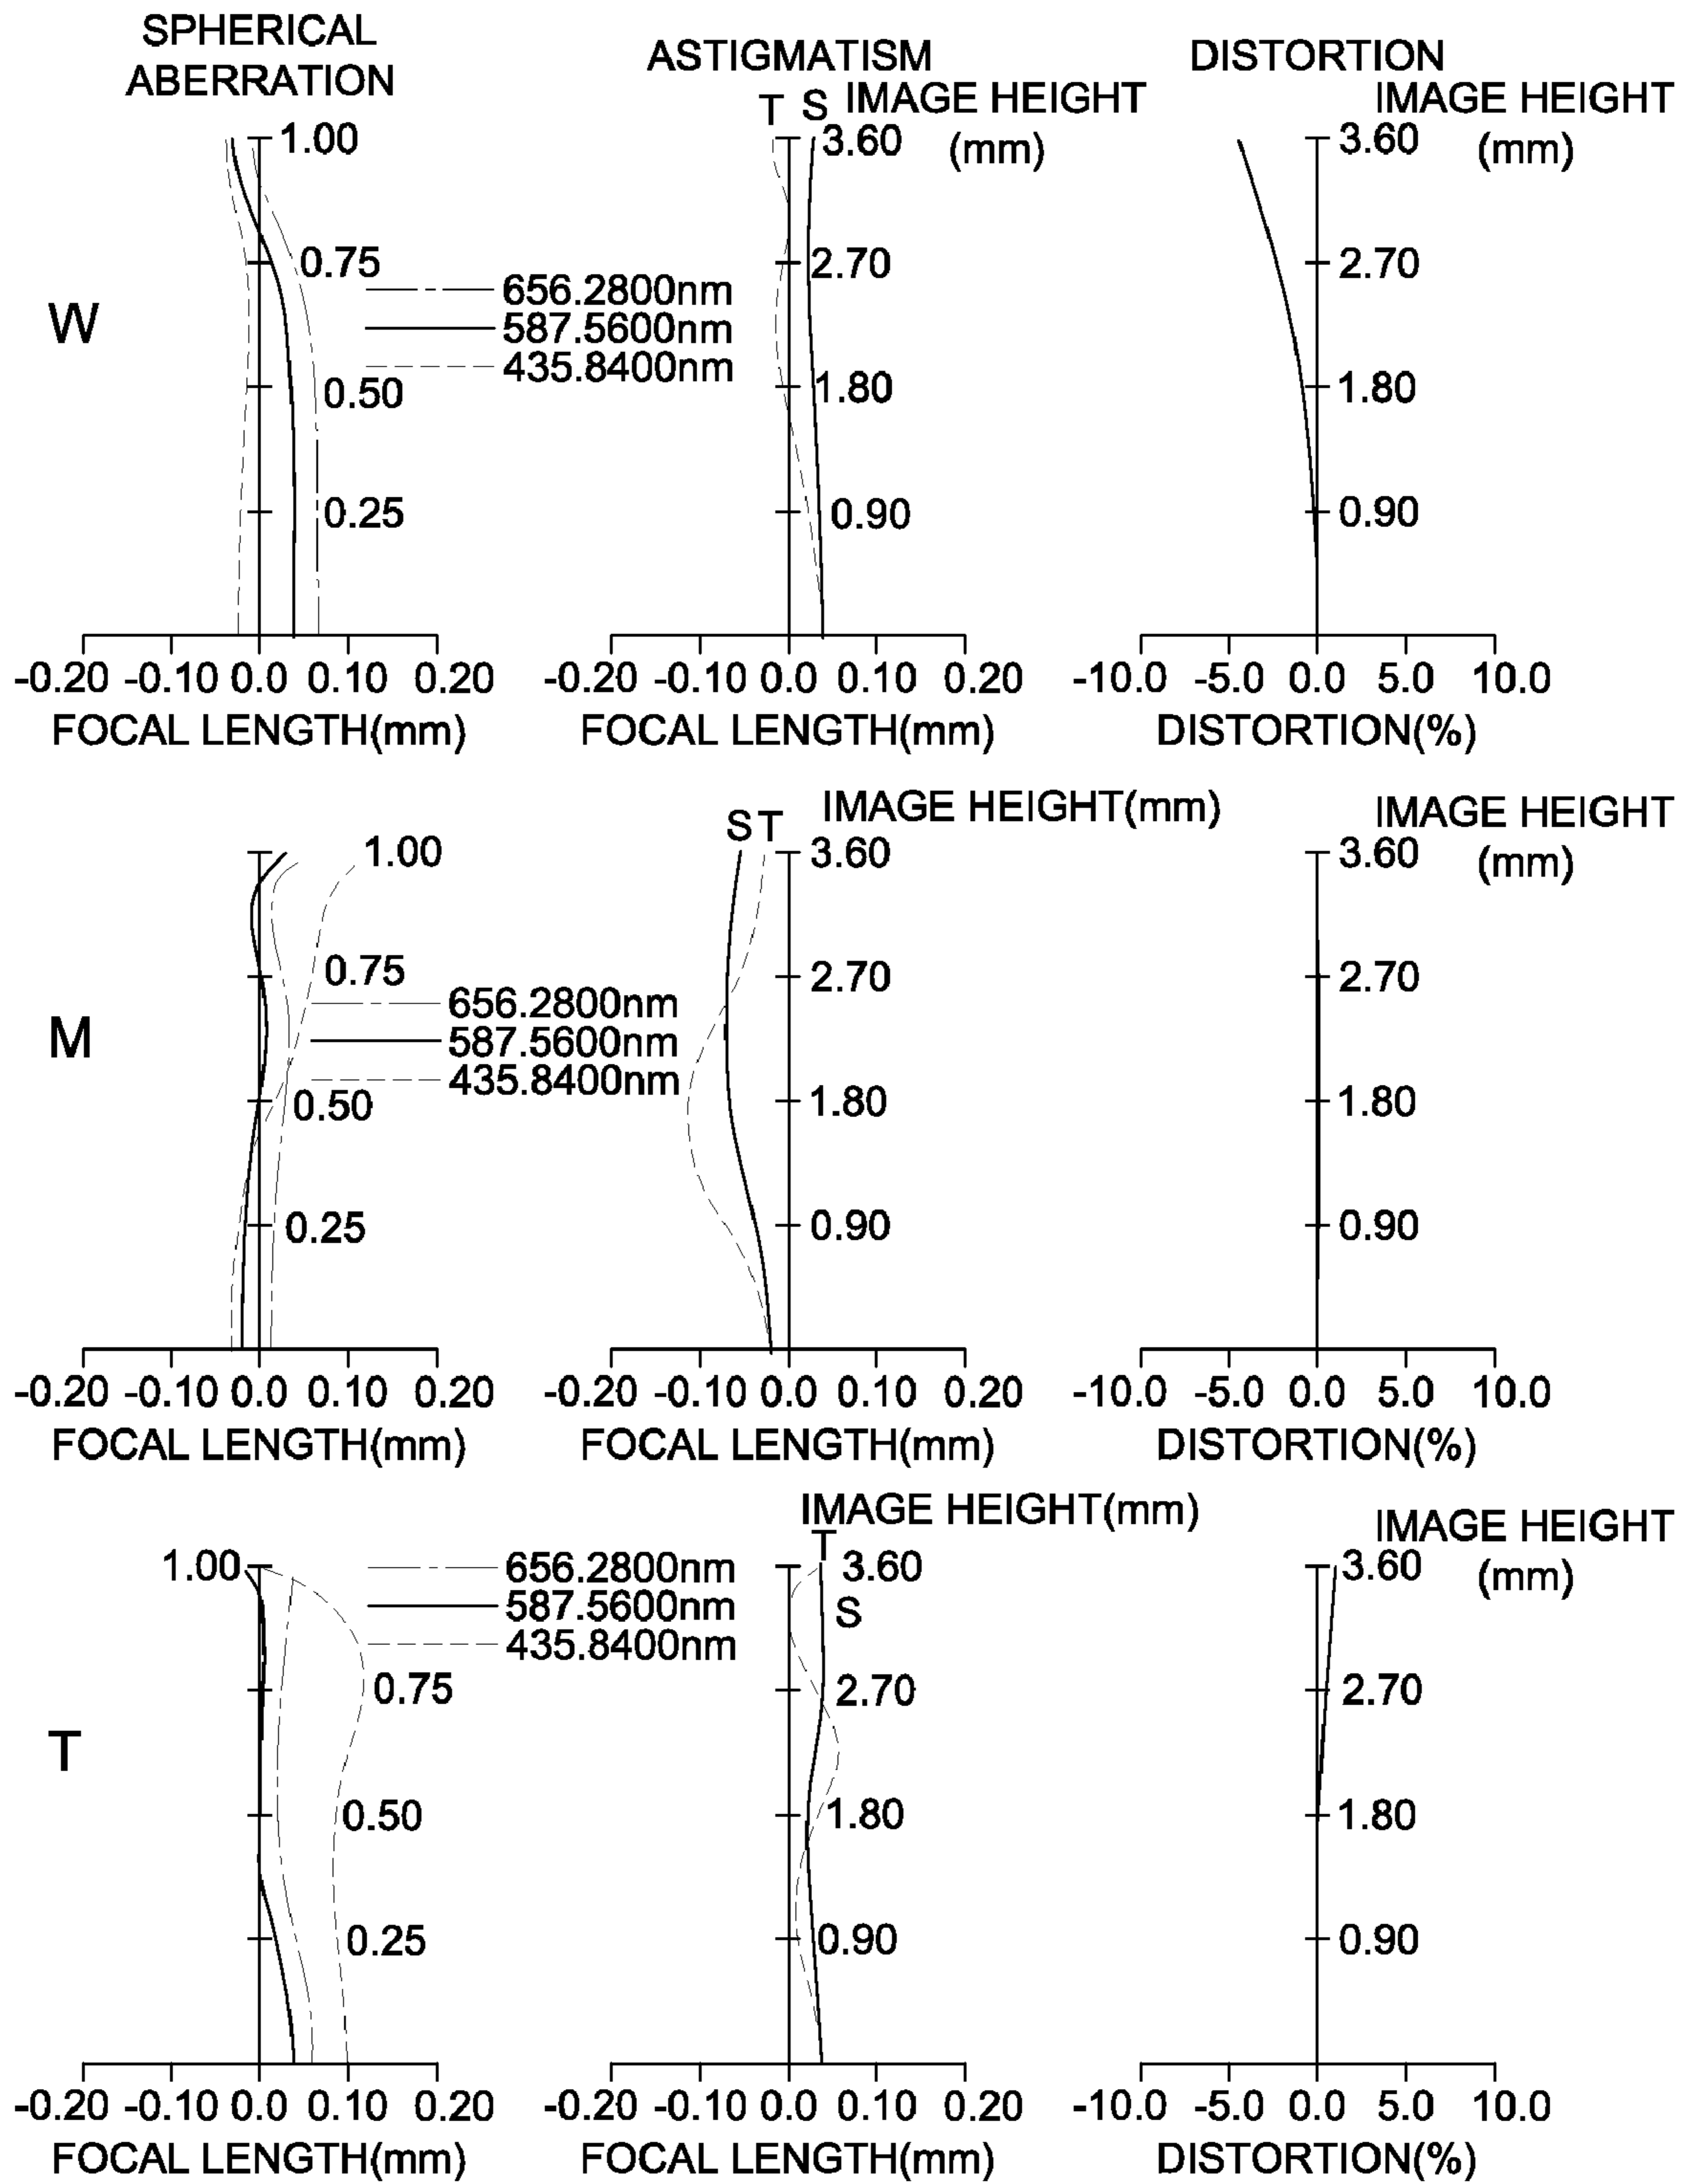 SPHERICAL
ABERRATION
1.00
0.75
0.50
0.25
656.2800nm
587.5600nm
435.8400nm
W
-0.20 -0.10 0.0 0.10 0.20
FOCAL LENGTH(mm)
ASTIGMATISM
T S IMAGE HEIGHT
(mm)
3.60
2.70
1.80
0.90
-0.20 -0.10 0.0 0.10 0.20
FOCAL LENGTH(mm)
DISTORTION
IMAGE HEIGHT
(mm)
3.60
2.70
1.80
0.90
-10.0 -5.0 0.0 5.0 10.0
DISTORTION(%)
M
1.00
0.75
656.2800nm
587.5600nm
435.8400nm
0.50
0.25
-0.20 -0.10 0.0 0.10 0.20
FOCAL LENGTH(mm)
S T IMAGE HEIGHT(mm)
3.60
2.70
1.80
0.90
-0.20 -0.10 0.0 0.10 0.20
FOCAL LENGTH(mm)
IMAGE HEIGHT
(mm)
3.60
2.70
1.80
0.90
-10.0 -5.0 0.0 5.0 10.0
DISTORTION(%)
T
1.00
656.2800nm
587.5600nm
435.8400nm
0.75
0.50
0.25
-0.20 -0.10 0.0 0.10 0.20
FOCAL LENGTH(mm)
IMAGE HEIGHT(mm)
T
3.60
S
2.70
1.80
0.90
-0.20 -0.10 0.0 0.10 0.20
FOCAL LENGTH(mm)
IMAGE HEIGHT
(mm)
3.60
2.70
1.80
0.90
-10.0 -5.0 0.0 5.0 10.0
DISTORTION(%)